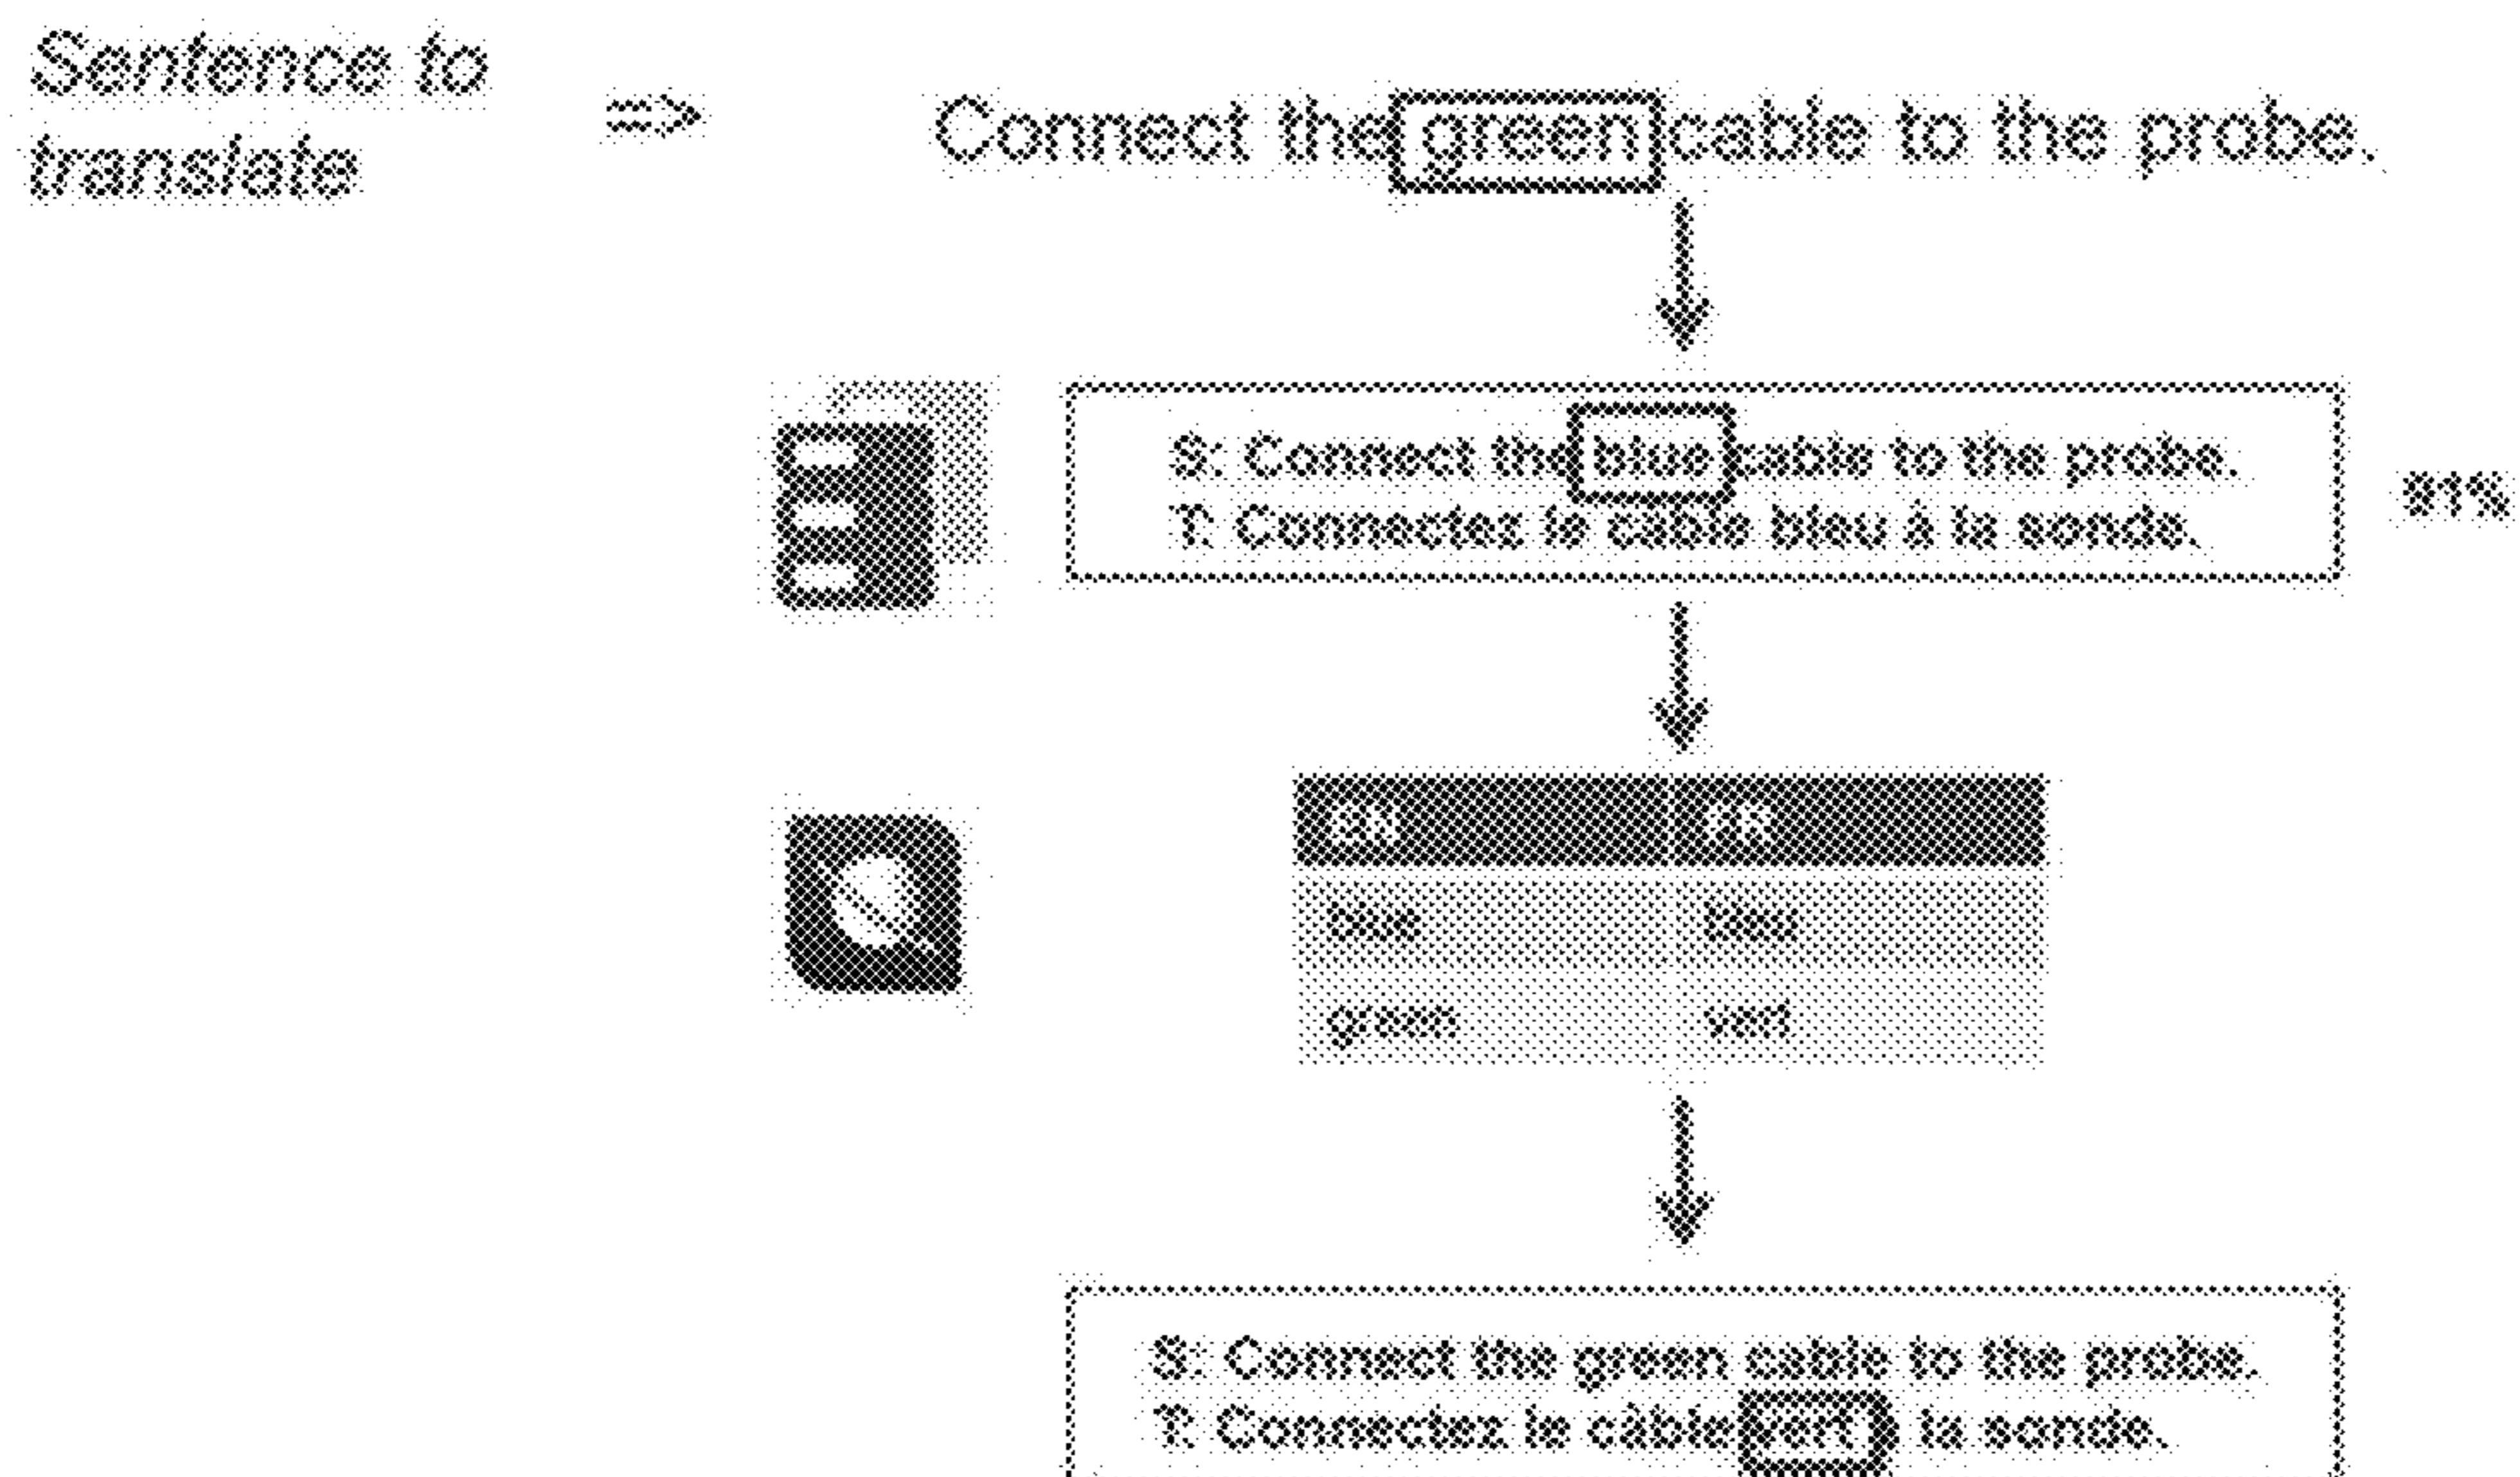 Sentence to
translate
=>
Connect the green cable to the probe.
S: Connect the blue cable to the probe.
T: Connectez le câble bleu à la sonde.
EN FR
blue bleu
green vert
S: Connect the green cable to the probe.
T: Connectez le câble vert la sonde.